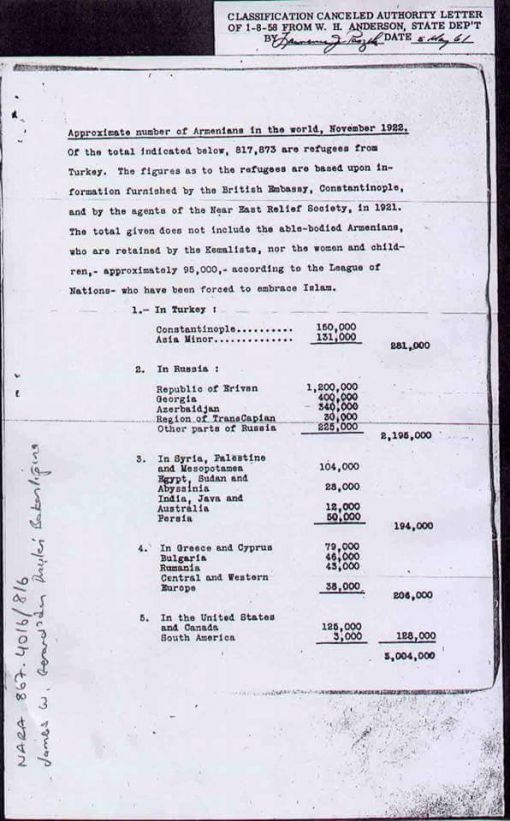 CLASSIFICATION CANCELED AUTHORITY LETTER
OF 1-8-58 FROM W. H. ANDERSON, STATE DEP'T
BY DATE 5 May 61
Approximate number of Armenians in the world, November 1922.
Of the total indicated below, 817,873 are refugees from
Turkey. The figures as to the refugees are based upon in-
formation furnished by the British Embassy, Constantinople,
and by the agents of the Near East Relief Society, in 1921.
The total given does not include the able-bodied Armenians,
who are retained by the Kemalists, nor the women and child-
ren,- approximately 95,000,- according to the League of
Nations- who have been forced to embrace Islam.
1.- In Turkey :
Constantinople.......... 150,000
Asia Minor.............. 131,000
281,000
2. In Russia :
Republic of Erivan 1,200,000
Georgia 400,000
Azerbaidjan 340,000
Region of TransCapian 30,000
Other parts of Russia 225,000
2,195,000
3. In Syria, Palestine
and Mesopotamea 104,000
Egypt, Sudan and
Abyssinia 28,000
India, Java and
Australia 12,000
Persia 50,000
194,000
4. In Greece and Cyprus 79,000
Bulgaria 46,000
Rumania 43,000
Central and Western
Europe 38,000
206,000
5. In the United States
and Canada 125,000
South America 3,000 128,000
3,004,000
NARA 867.4016/816
James W. Gerard'dan Dışişleri Bakanlığına